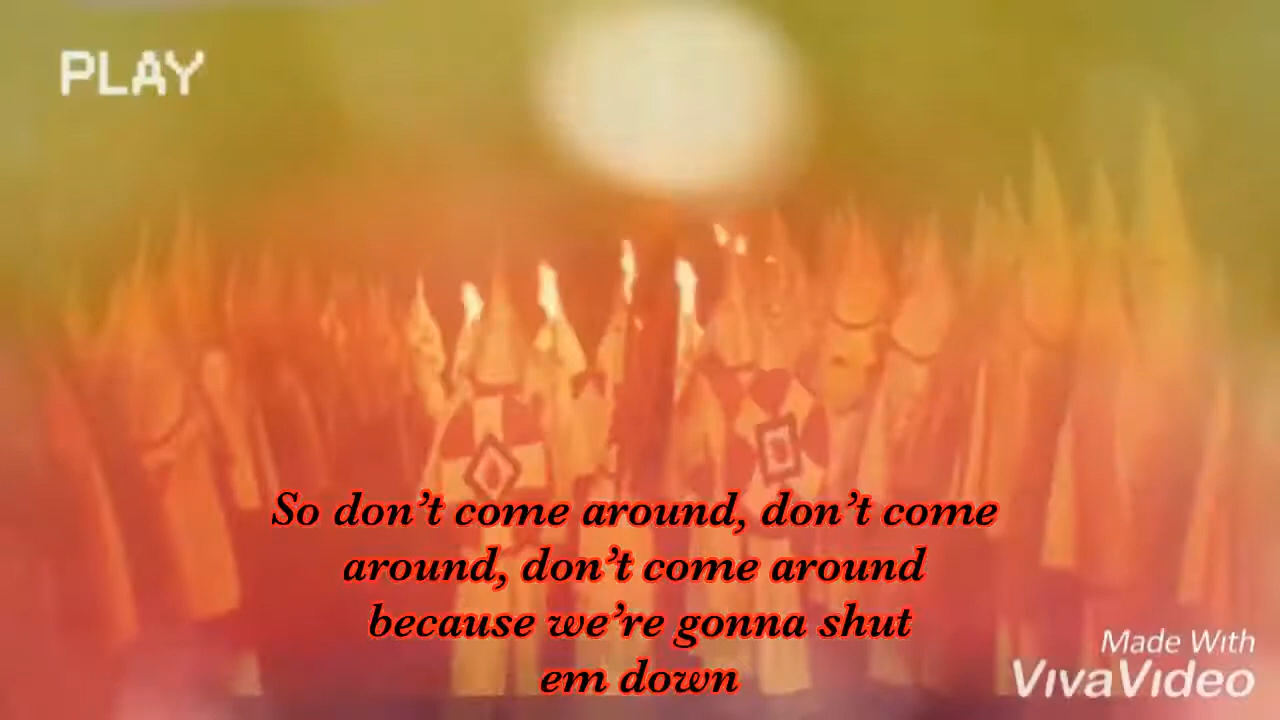 PLAY
So don't come around, don't come
around, don't come around
because we're gonna shut
em down
Made With
VivaVideo